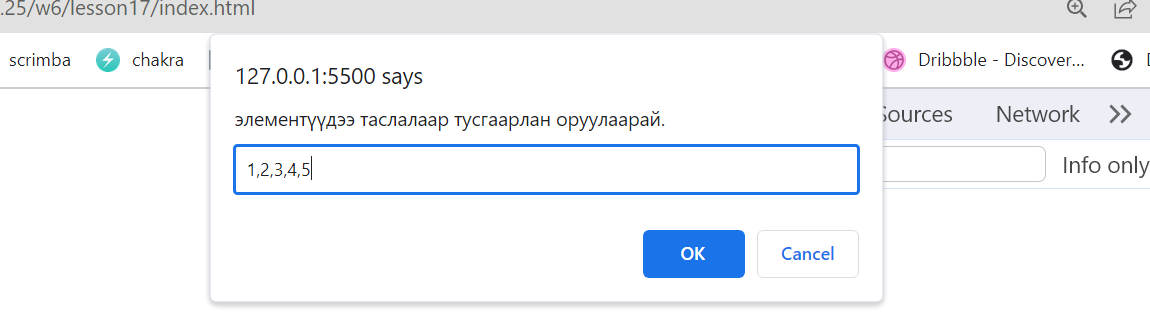 .25/w6/lesson17/index.html
scrimba
chakra
Dribbble - Discover...
127.0.0.1:5500 says
элементүүдээ таслалаар тусгаарлан оруулаарай.
Sources
Network
1,2,3,4,5
Info only
OK
Cancel